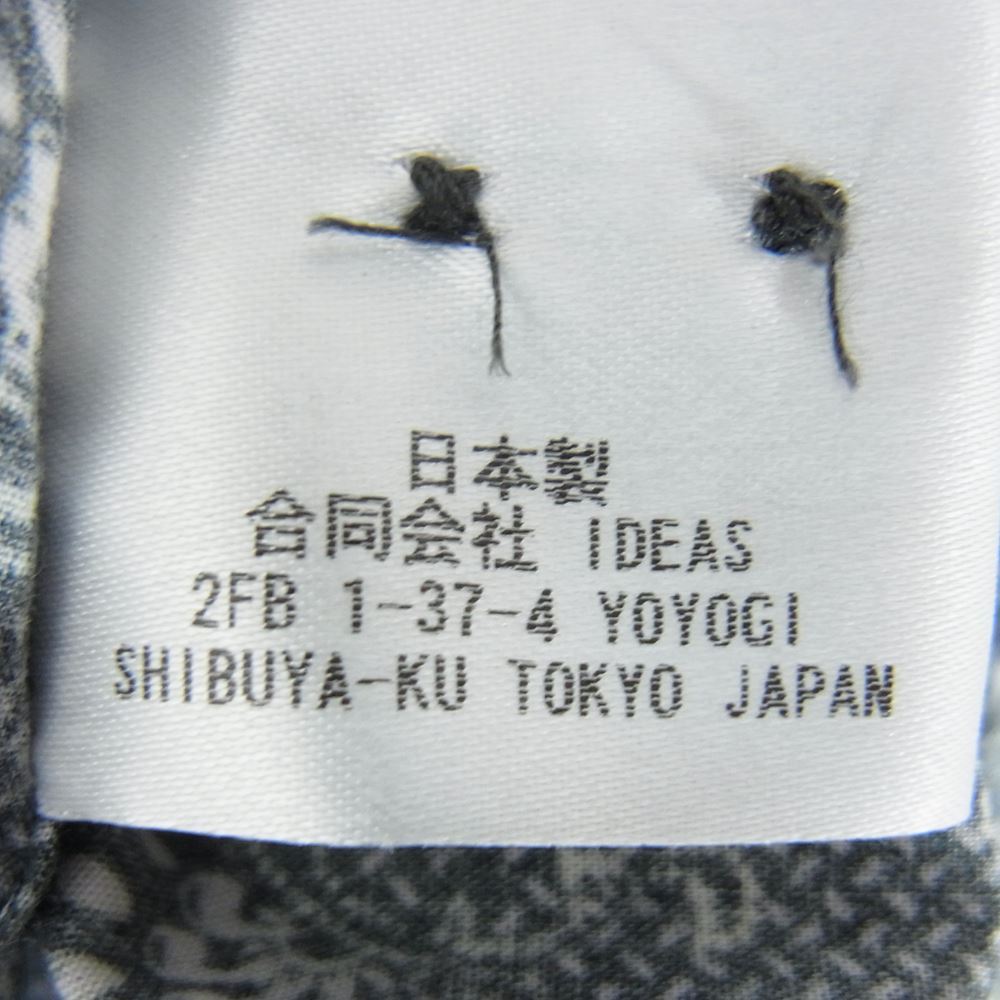 日本製
合同会社 IDEAS
2FB 1-37-4 YOYOGI
SHIBUYA-KU TOKYO JAPAN